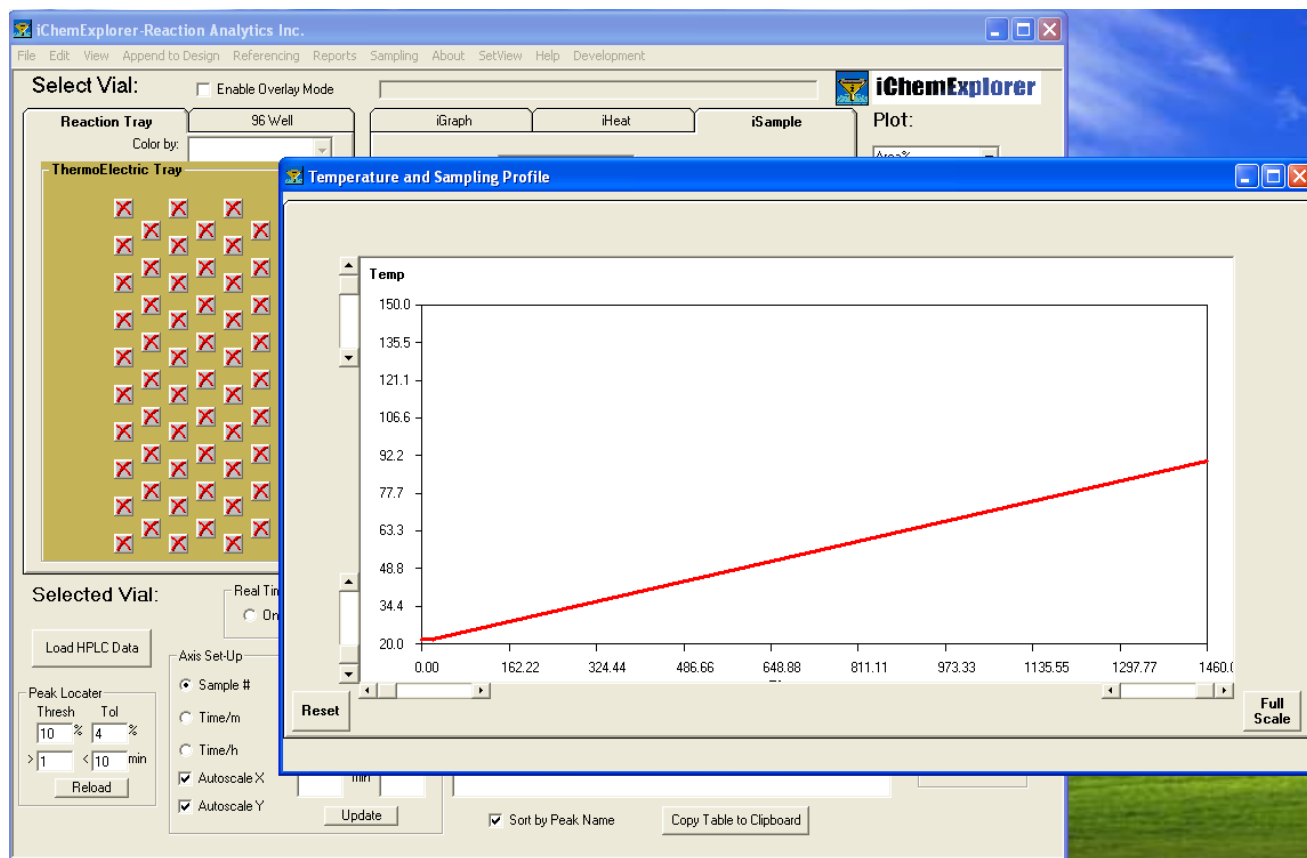 iChemExplorer-Reaction Analytics Inc.
File Edit View Append to Design Referencing Reports Sampling About SetView Help Development
Select Vial:
Enable Overlay Mode
iChemExplorer
Reaction Tray
96 Well
iGraph
iHeat
iSample
Plot:
Color by:
Area%
ThermoElectric Tray
Temperature and Sampling Profile
Temp
150.0
135.5
121.1
106.6
92.2
77.7
63.3
48.8
34.4
20.0
0.00 162.22 324.44 486.66 648.88 811.11 973.33 1135.55 1297.77 1460.0
Reset
Full
Scale
Selected Vial:
Real Tim
On
Load HPLC Data
Axis Set-Up
Sample #
Time/m
Time/h
Autoscale X
min
Autoscale Y
Update
Peak Locater
Thresh Tol
10 % 4 %
> 1 < 10 min
Reload
Sort by Peak Name
Copy Table to Clipboard